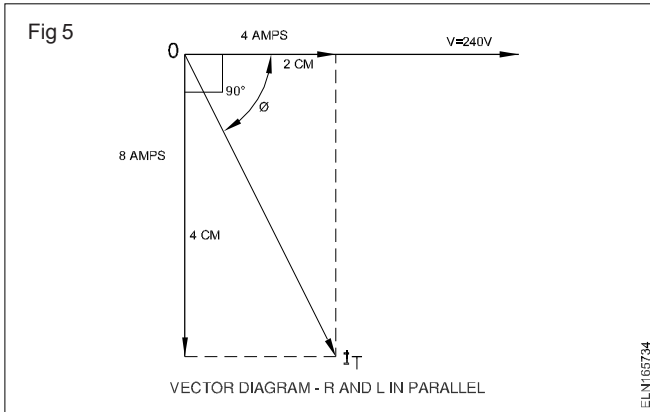 Fig 5
4 AMPS
V=240V
0
2 CM
90°
Ø
8 AMPS
4 CM
I_T
VECTOR DIAGRAM - R AND L IN PARALLEL
ELN165734